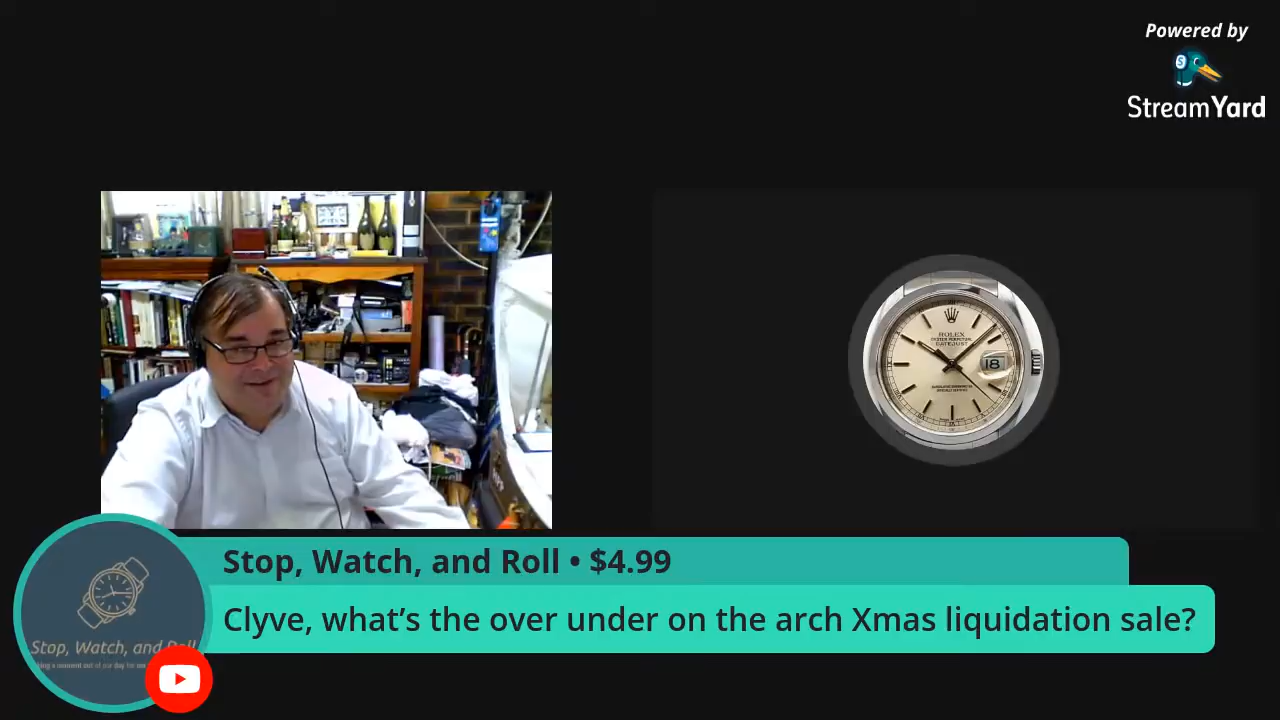 Powered by
StreamYard
ROLEX
OYSTER PERPETUAL
DATEJUST
18
Stop, Watch, and Roll • $4.99
Clyve, what’s the over under on the arch Xmas liquidation sale?
Stop, Watch, and Roll